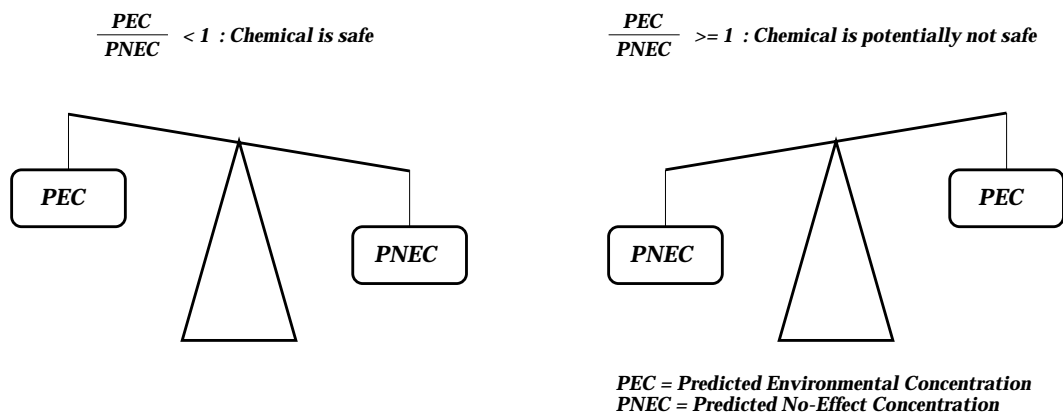 PEC
PNEC < 1 : Chemical is safe
PEC
PNEC >= 1 : Chemical is potentially not safe
PEC
PNEC
PEC
PNEC
PEC = Predicted Environmental Concentration
PNEC = Predicted No-Effect Concentration